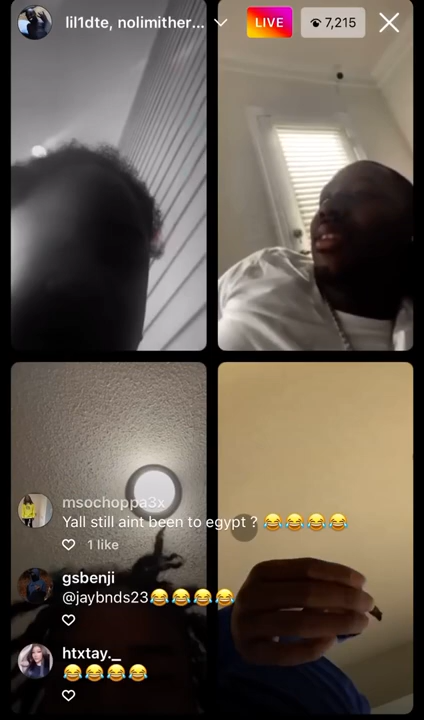 lil1dte, nolimither...
LIVE
7,215
msochoppa3x
Yall still aint been to egypt ? 😂😂😂😂
1 like
gsbenji
@jaybnds23😂😂😂😂
htxtay._
😂😂😂😂